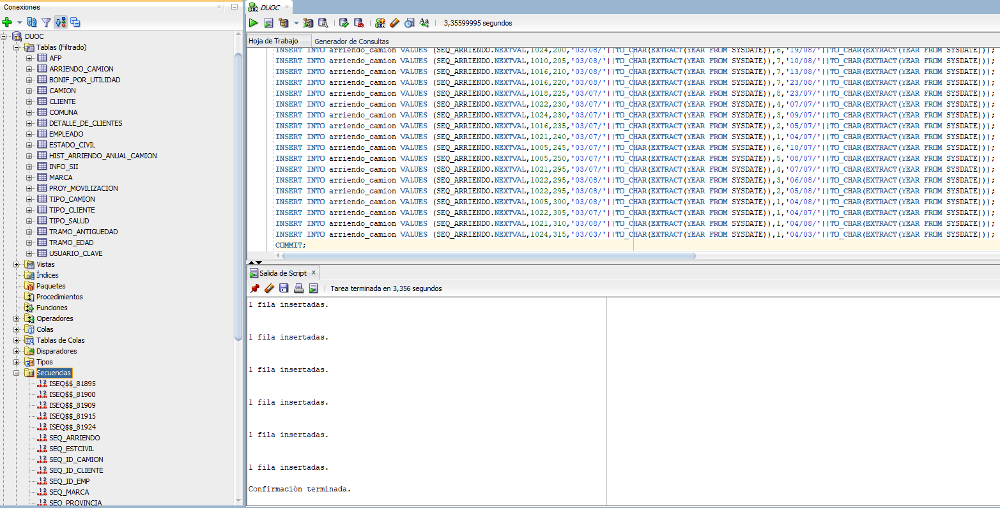 Conexiones
DUOC
Tablas (Filtrado)
AFP
ARRIENDO_CAMION
BONIF_POR_UTILIDAD
CAMION
CLIENTE
COMUNA
DETALLE_DE_CLIENTES
EMPLEADO
ESTADO_CIVIL
HIST_ARRIENDO_ANUAL_CAMION
INFO_SII
MARCA
PROY_MOVILIZACION
TIPO_CAMION
TIPO_CLIENTE
TIPO_SALUD
TRAMO_ANTIGUEDAD
TRAMO_EDAD
USUARIO_CLAVE
Vistas
Índices
Paquetes
Procedimientos
Funciones
Operadores
Colas
Tablas de Colas
Disparadores
Tipos
Secuencias
ISEQ$$_81895
ISEQ$$_81900
ISEQ$$_81909
ISEQ$$_81915
ISEQ$$_81924
SEQ_ARRIENDO
SEQ_ESTCIVIL
SEQ_ID_CAMION
SEQ_ID_CLIENTE
SEQ_ID_EMP
SEQ_MARCA
SEQ_PROVINCIA
DUOC
3,35599995 segundos
Hoja de Trabajo Generador de Consultas
INSERT INTO arriendo_camion VALUES (SEQ_ARRIENDO.NEXTVAL,1024,200,'03/08/'||TO_CHAR(EXTRACT(YEAR FROM SYSDATE)),6,'19/08/'||TO_CHAR(EXTRACT(YEAR FROM SYSDATE)));
INSERT INTO arriendo_camion VALUES (SEQ_ARRIENDO.NEXTVAL,1010,205,'03/08/'||TO_CHAR(EXTRACT(YEAR FROM SYSDATE)),7,'10/08/'||TO_CHAR(EXTRACT(YEAR FROM SYSDATE)));
INSERT INTO arriendo_camion VALUES (SEQ_ARRIENDO.NEXTVAL,1016,210,'03/08/'||TO_CHAR(EXTRACT(YEAR FROM SYSDATE)),7,'13/08/'||TO_CHAR(EXTRACT(YEAR FROM SYSDATE)));
INSERT INTO arriendo_camion VALUES (SEQ_ARRIENDO.NEXTVAL,1016,220,'03/08/'||TO_CHAR(EXTRACT(YEAR FROM SYSDATE)),7,'23/08/'||TO_CHAR(EXTRACT(YEAR FROM SYSDATE)));
INSERT INTO arriendo_camion VALUES (SEQ_ARRIENDO.NEXTVAL,1018,225,'03/07/'||TO_CHAR(EXTRACT(YEAR FROM SYSDATE)),8,'23/07/'||TO_CHAR(EXTRACT(YEAR FROM SYSDATE)));
INSERT INTO arriendo_camion VALUES (SEQ_ARRIENDO.NEXTVAL,1022,230,'03/07/'||TO_CHAR(EXTRACT(YEAR FROM SYSDATE)),4,'07/07/'||TO_CHAR(EXTRACT(YEAR FROM SYSDATE)));
INSERT INTO arriendo_camion VALUES (SEQ_ARRIENDO.NEXTVAL,1024,230,'03/07/'||TO_CHAR(EXTRACT(YEAR FROM SYSDATE)),3,'09/07/'||TO_CHAR(EXTRACT(YEAR FROM SYSDATE)));
INSERT INTO arriendo_camion VALUES (SEQ_ARRIENDO.NEXTVAL,1016,235,'03/07/'||TO_CHAR(EXTRACT(YEAR FROM SYSDATE)),2,'05/07/'||TO_CHAR(EXTRACT(YEAR FROM SYSDATE)));
INSERT INTO arriendo_camion VALUES (SEQ_ARRIENDO.NEXTVAL,1021,240,'03/07/'||TO_CHAR(EXTRACT(YEAR FROM SYSDATE)),1,'04/07/'||TO_CHAR(EXTRACT(YEAR FROM SYSDATE)));
INSERT INTO arriendo_camion VALUES (SEQ_ARRIENDO.NEXTVAL,1005,245,'03/07/'||TO_CHAR(EXTRACT(YEAR FROM SYSDATE)),6,'10/07/'||TO_CHAR(EXTRACT(YEAR FROM SYSDATE)));
INSERT INTO arriendo_camion VALUES (SEQ_ARRIENDO.NEXTVAL,1005,250,'03/07/'||TO_CHAR(EXTRACT(YEAR FROM SYSDATE)),5,'08/07/'||TO_CHAR(EXTRACT(YEAR FROM SYSDATE)));
INSERT INTO arriendo_camion VALUES (SEQ_ARRIENDO.NEXTVAL,1021,295,'03/07/'||TO_CHAR(EXTRACT(YEAR FROM SYSDATE)),4,'07/07/'||TO_CHAR(EXTRACT(YEAR FROM SYSDATE)));
INSERT INTO arriendo_camion VALUES (SEQ_ARRIENDO.NEXTVAL,1022,295,'03/08/'||TO_CHAR(EXTRACT(YEAR FROM SYSDATE)),3,'06/08/'||TO_CHAR(EXTRACT(YEAR FROM SYSDATE)));
INSERT INTO arriendo_camion VALUES (SEQ_ARRIENDO.NEXTVAL,1022,295,'03/08/'||TO_CHAR(EXTRACT(YEAR FROM SYSDATE)),2,'05/08/'||TO_CHAR(EXTRACT(YEAR FROM SYSDATE)));
INSERT INTO arriendo_camion VALUES (SEQ_ARRIENDO.NEXTVAL,1005,300,'03/08/'||TO_CHAR(EXTRACT(YEAR FROM SYSDATE)),1,'04/08/'||TO_CHAR(EXTRACT(YEAR FROM SYSDATE)));
INSERT INTO arriendo_camion VALUES (SEQ_ARRIENDO.NEXTVAL,1022,305,'03/07/'||TO_CHAR(EXTRACT(YEAR FROM SYSDATE)),1,'04/07/'||TO_CHAR(EXTRACT(YEAR FROM SYSDATE)));
INSERT INTO arriendo_camion VALUES (SEQ_ARRIENDO.NEXTVAL,1021,310,'03/08/'||TO_CHAR(EXTRACT(YEAR FROM SYSDATE)),1,'04/08/'||TO_CHAR(EXTRACT(YEAR FROM SYSDATE)));
INSERT INTO arriendo_camion VALUES (SEQ_ARRIENDO.NEXTVAL,1024,315,'03/03/'||TO_CHAR(EXTRACT(YEAR FROM SYSDATE)),1,'04/03/'||TO_CHAR(EXTRACT(YEAR FROM SYSDATE)));
COMMIT;
Salida de Script
Tarea terminada en 3,356 segundos
1 fila insertadas.
1 fila insertadas.
1 fila insertadas.
1 fila insertadas.
1 fila insertadas.
1 fila insertadas.
Confirmación terminada.